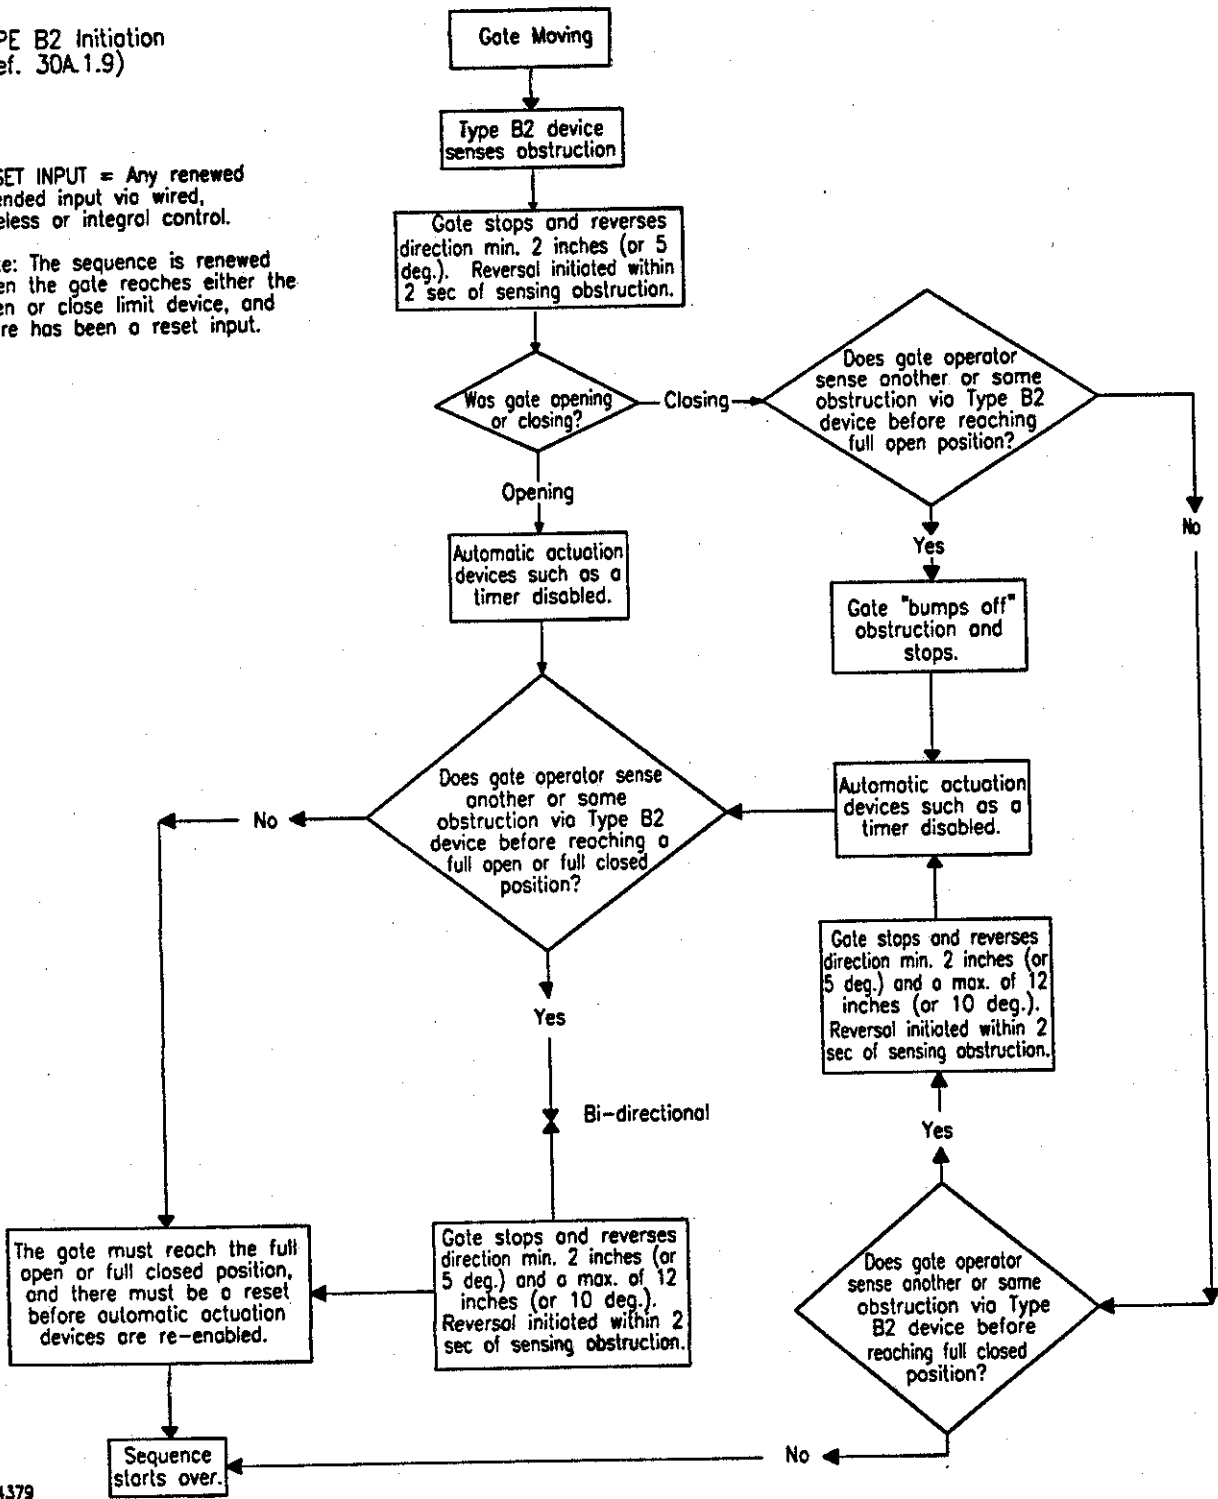 PE B2 Initiation
ef. 30A.1.9)
SET INPUT = Any renewed
ended input via wired,
eless or integral control.
e: The sequence is renewed
en the gate reaches either the
en or close limit device, and
re has been a reset input.
Gate Moving
Type B2 device
senses obstruction
Gate stops and reverses
direction min. 2 inches (or 5
deg.). Reversal initiated within
2 sec of sensing obstruction.
Was gate opening
or closing?
Closing
Does gate operator
sense another or same
obstruction via Type B2
device before reaching
full open position?
No
Opening
Yes
Automatic actuation
devices such as a
timer disabled.
Gate "bumps off"
obstruction and
stops.
Does gate operator sense
another or same
obstruction via Type B2
device before reaching a
full open or full closed
position?
Automatic actuation
devices such as a
timer disabled.
No
Yes
Gate stops and reverses
direction min. 2 inches (or
5 deg.) and a max. of 12
inches (or 10 deg.).
Reversal initiated within 2
sec of sensing obstruction.
Bi-directional
Yes
The gate must reach the full
open or full closed position,
and there must be a reset
before automatic actuation
devices are re-enabled.
Gate stops and reverses
direction min. 2 inches (or
5 deg.) and a max. of 12
inches (or 10 deg.).
Reversal initiated within 2
sec of sensing obstruction.
Does gate operator
sense another or same
obstruction via Type
B2 device before
reaching full closed
position?
No
Sequence
starts over.
4379